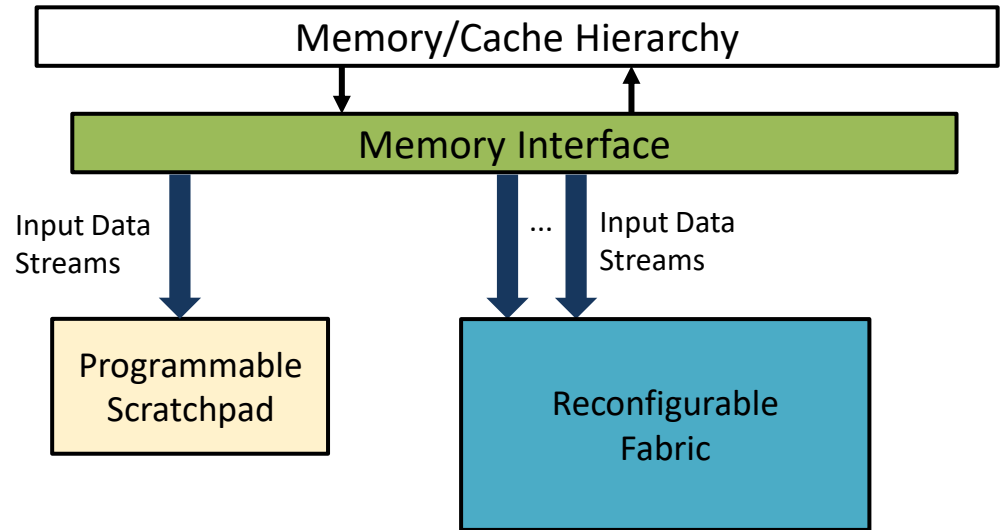 Memory/Cache Hierarchy
Memory Interface
Input Data
Streams
...
Input Data
Streams
Programmable
Scratchpad
Reconfigurable
Fabric